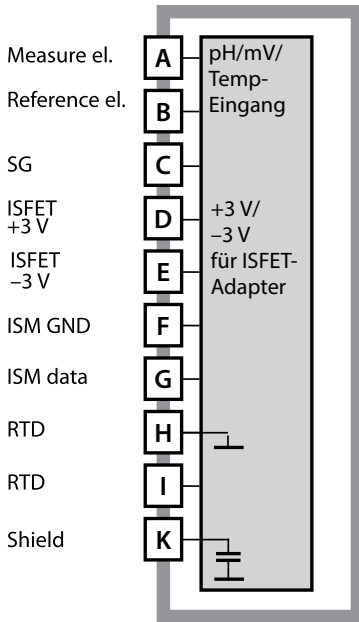 Measure el.
A
pH/mV/
Temp-
Eingang
Reference el.
B
SG
C
ISFET
+3 V
D
+3 V/
–3 V
für ISFET-
Adapter
ISFET
–3 V
E
ISM GND
F
ISM data
G
RTD
H
RTD
I
Shield
K